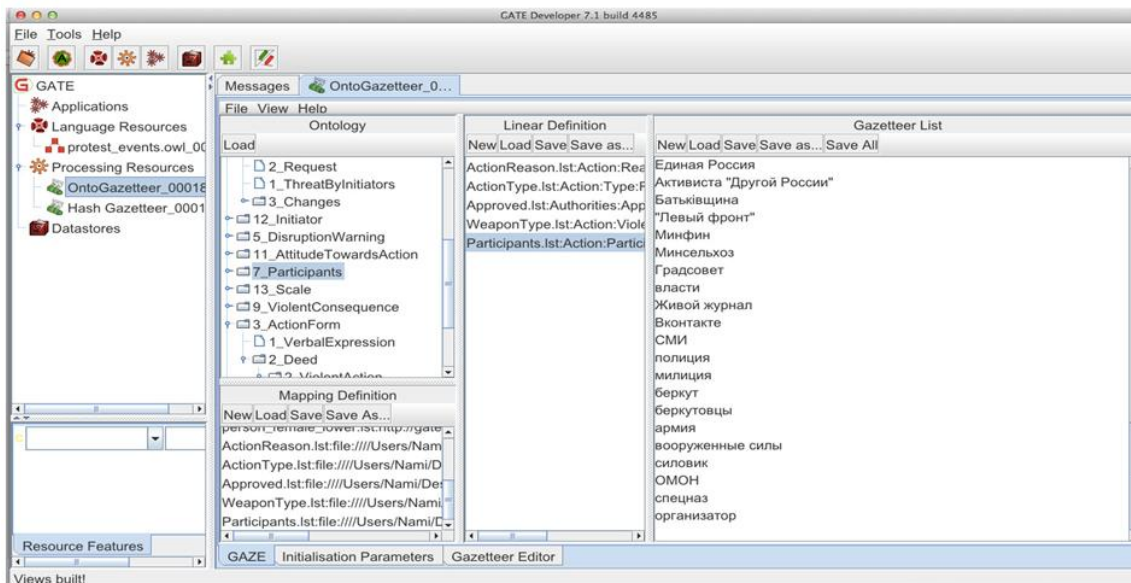 GATE Developer 7.1 build 4485
File Tools Help
GATE
Applications
Language Resources
protest_events.owl_00
Processing Resources
OntoGazetteer_00018
Hash Gazetteer_0001
Datastores
Resource Features
Views built!
Messages OntoGazetteer_0...
File View Help
Ontology
Load
2_Request
1_ThreatByInitiators
3_Changes
12_Initiator
5_DisruptionWarning
11_AttitudeTowardsAction
7_Participants
13_Scale
9_ViolentConsequence
3_ActionForm
1_VerbalExpression
2_Deed
2_ViolentAction
Mapping Definition
New Load Save Save As...
person_female_lower.lst:http://gate
ActionReason.lst:file:////Users/Nam
ActionType.lst:file:////Users/Nami/D
Approved.lst:file:////Users/Nami/Des
WeaponType.lst:file:////Users/Nami
Participants.lst:file:////Users/Nami/D
Linear Definition
New Load Save Save as...
ActionReason.lst:Action:Rea
ActionType.lst:Action:Type:F
Approved.lst:Authorities:App
WeaponType.lst:Action:Viole
Participants.lst:Action:Partici
Gazetteer List
New Load Save Save as... Save All
Единая Россия
Активиста "Другой России"
Батькiвщина
"Левый фронт"
Минфин
Минсельхоз
Градсовет
власти
Живой журнал
Вконтакте
СМИ
полиция
милиция
беркут
беркутовцы
армия
вооруженные силы
силовик
ОМОН
спецназ
организатор
GAZE Initialisation Parameters Gazetteer Editor